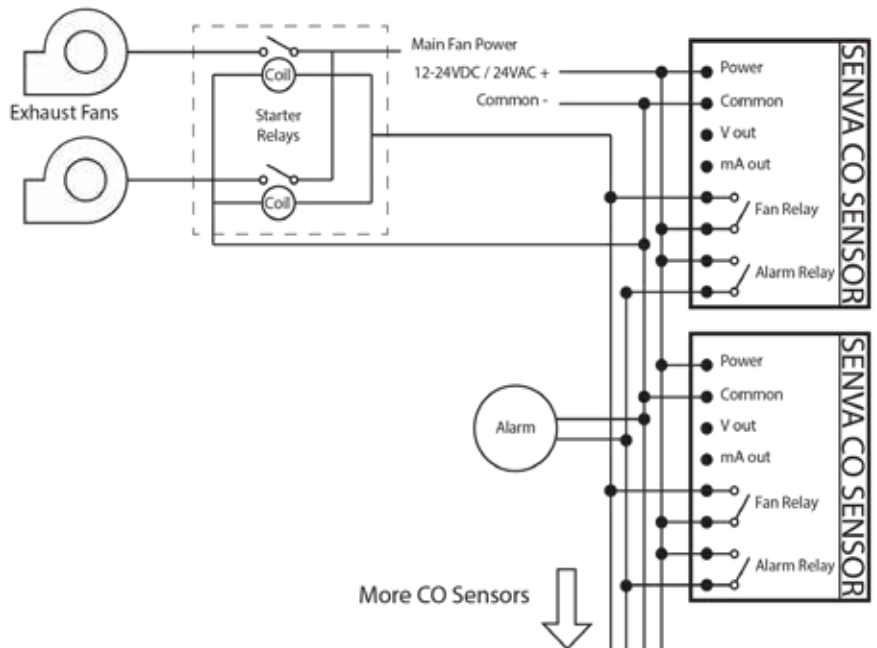 Exhaust Fans
Coil
Starter
Relays
Coil
Main Fan Power
12-24VDC / 24VAC +
Common -
Power
Common
V out
mA out
Fan Relay
Alarm Relay
SENVA CO SENSOR
Alarm
Power
Common
V out
mA out
Fan Relay
Alarm Relay
SENVA CO SENSOR
More CO Sensors